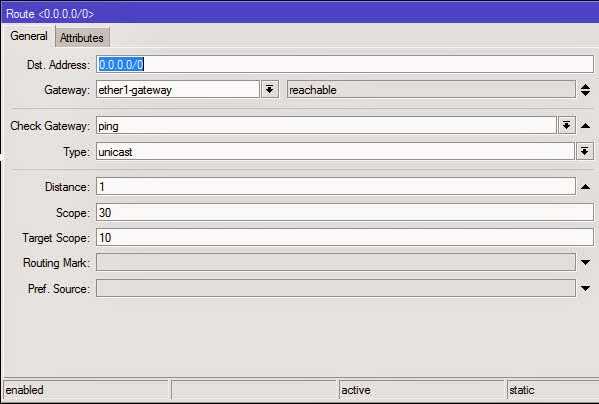 Route <0.0.0.0/0>
General Attributes
Dst. Address: 0.0.0.0/0
Gateway: ether1-gateway reachable
Check Gateway: ping
Type: unicast
Distance: 1
Scope: 30
Target Scope: 10
Routing Mark:
Pref. Source:
enabled active static